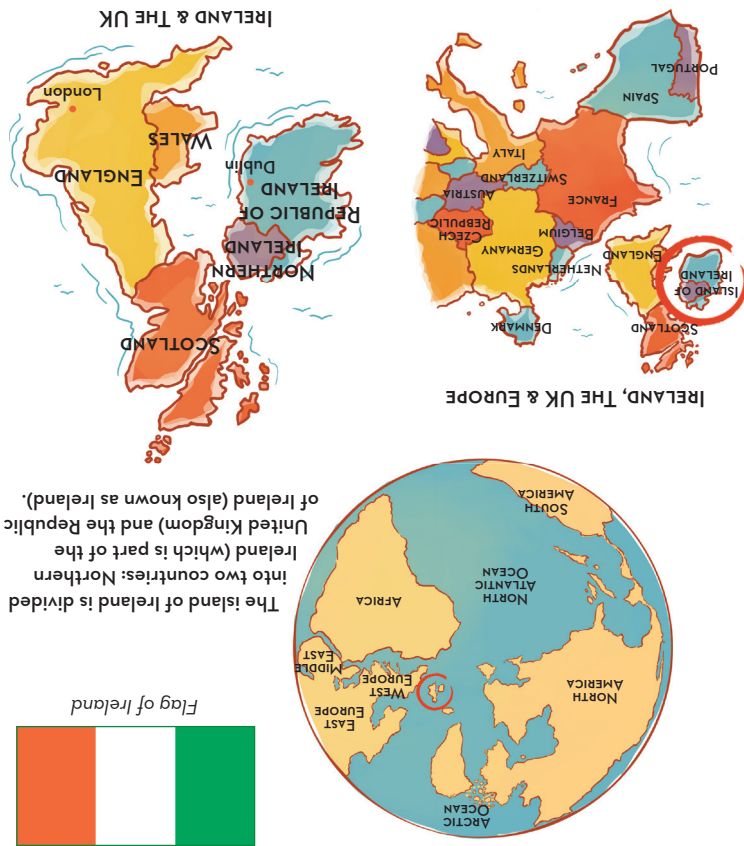 ARCTIC
OCEAN
NORTH
AMERICA
EAST
EUROPE
WEST
EUROPE
MIDDLE
EAST
AFRICA
NORTH
ATLANTIC
OCEAN
SOUTH
AMERICA
Flag of Ireland
The island of Ireland is divided
into two countries: Northern
Ireland (which is part of the
United Kingdom) and the Republic
of Ireland (also known as Ireland).
IRELAND, THE UK & EUROPE
SCOTLAND
ISLAND OF
IRELAND
ENGLAND
DENMARK
NETHERLANDS
GERMANY
BELGIUM
CZECH
REBPULIC
FRANCE
AUSTRIA
SWITZERLAND
ITALY
SPAIN
PORTUGAL
SCOTLAND
NORTHERN
IRELAND
REPUBLIC OF
IRELAND
Dublin
ENGLAND
WALES
London
IRELAND & THE UK